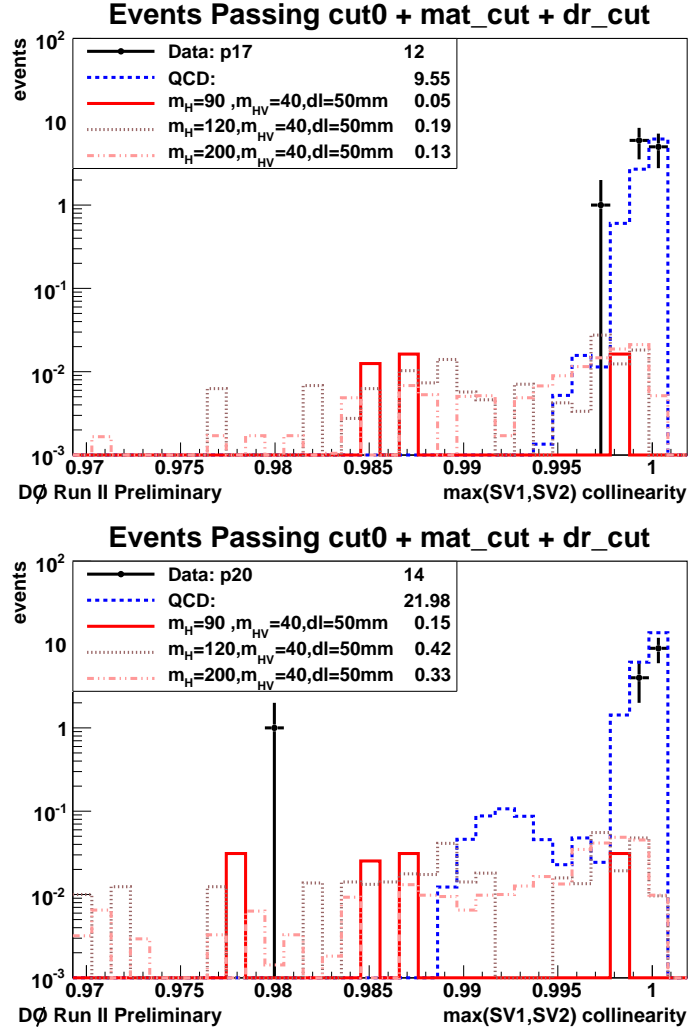 Events Passing cut0 + mat_cut + dr_cut
events
10²
10
1
10⁻¹
10⁻²
10⁻³
Data: p17 12
QCD: 9.55
m_H=90 ,m_HV=40,dl=50mm 0.05
m_H=120,m_HV=40,dl=50mm 0.19
m_H=200,m_HV=40,dl=50mm 0.13
0.97 0.975 0.98 0.985 0.99 0.995 1
DØ Run II Preliminary max(SV1,SV2) collinearity
Events Passing cut0 + mat_cut + dr_cut
events
10²
10
1
10⁻¹
10⁻²
10⁻³
Data: p20 14
QCD: 21.98
m_H=90 ,m_HV=40,dl=50mm 0.15
m_H=120,m_HV=40,dl=50mm 0.42
m_H=200,m_HV=40,dl=50mm 0.33
0.97 0.975 0.98 0.985 0.99 0.995 1
DØ Run II Preliminary max(SV1,SV2) collinearity